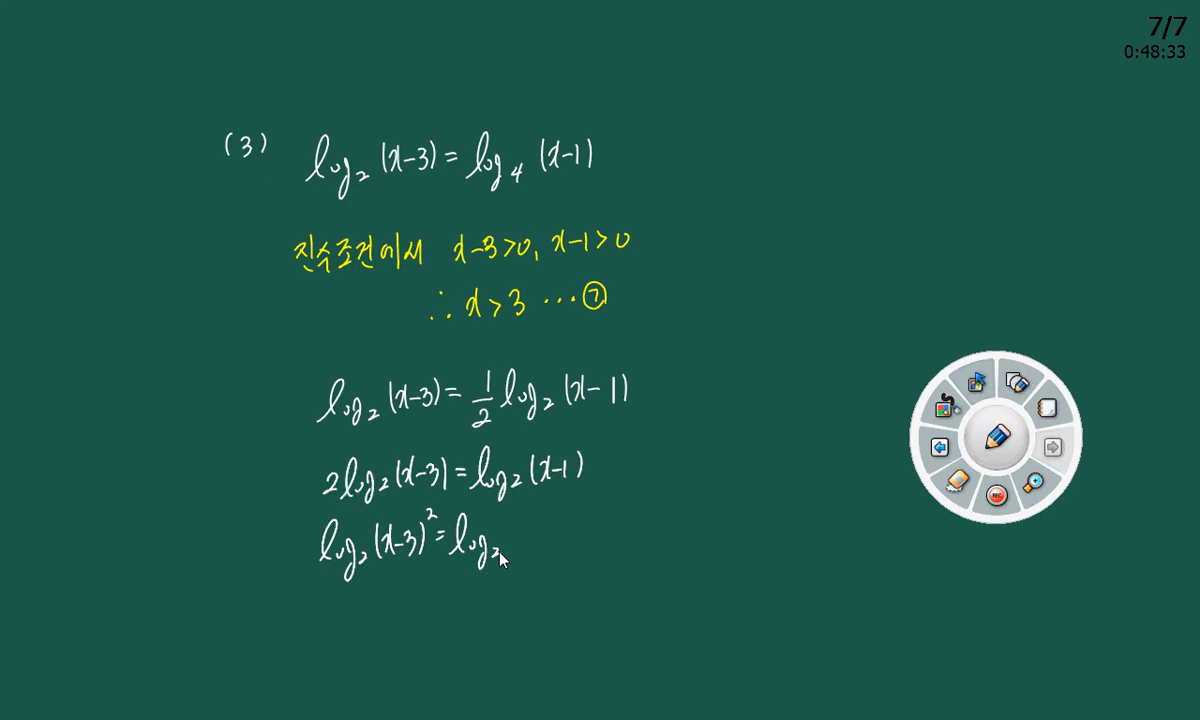 7/7
0:48:33
(3) log₂(x-3) = log₄(x-1)
진수조건에서 x-3>0, x-1>0
∴ x>3 ⋯ ㉠
log₂(x-3) = 1/2 log₂(x-1)
2log₂(x-3) = log₂(x-1)
log₂(x-3)² = log₂
REC